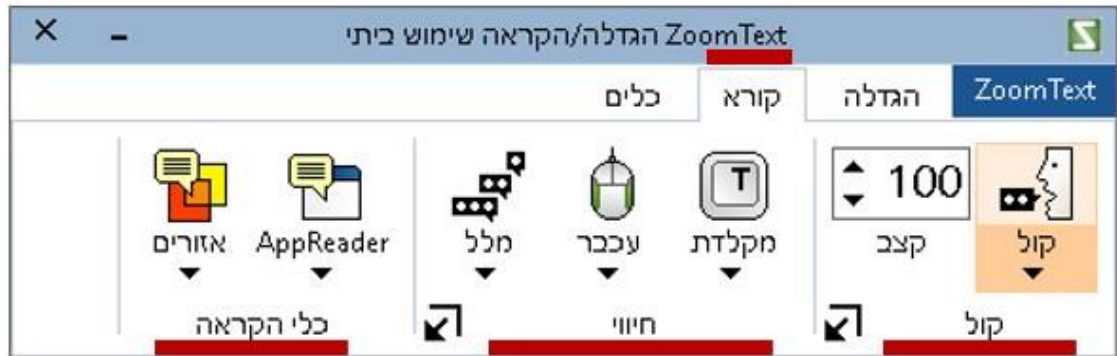 ZoomText הגדלה/הקראה שימוש ביתי
ZoomText הגדלה קורא כלים
100
T
קול קצב מקלדת עכבר מלל AppReader אזורים
קול חיווי כלי הקראה